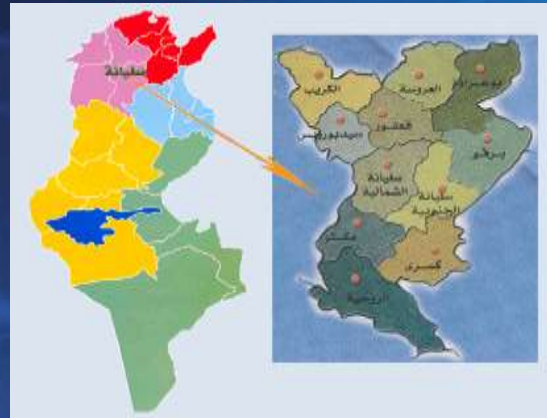 سليانة
الكريب
العروسة
بوعرادة
قعفور
سيدي بورويس
برقو
سليانة
الشمالية
سليانة
الجنوبية
مكثر
كسرى
الروحية